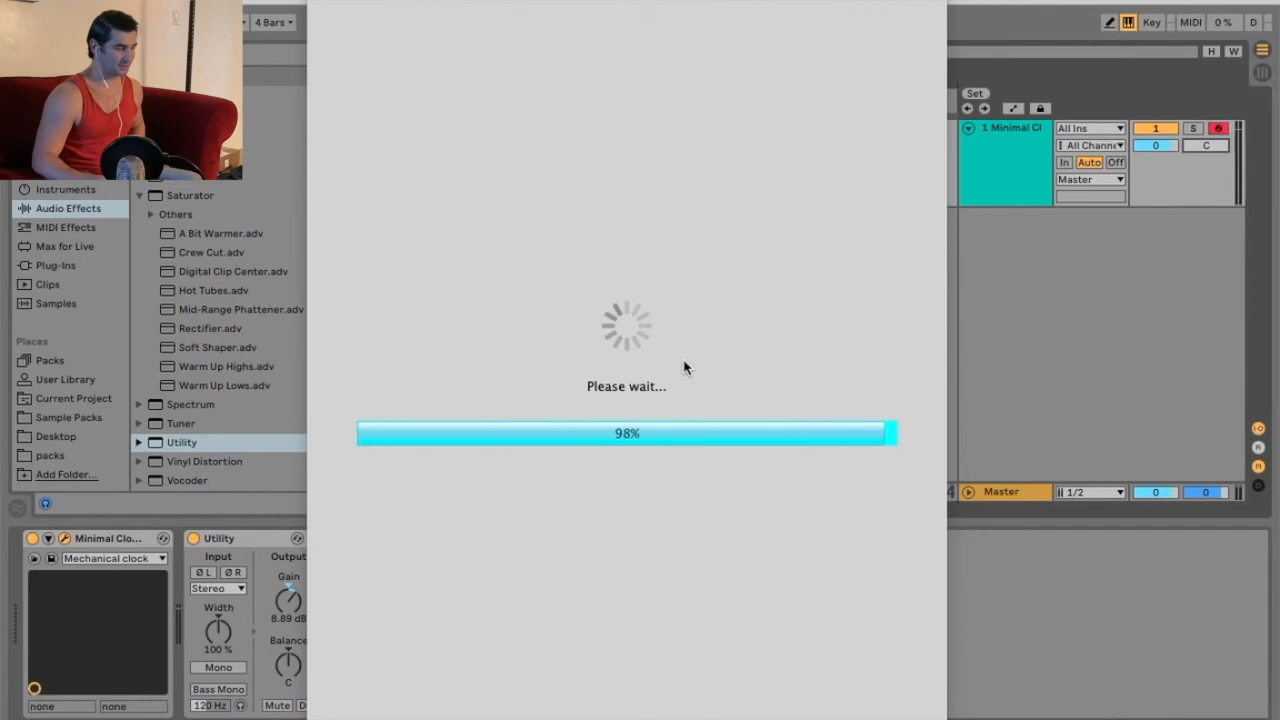 4 Bars
Key
MIDI
0 %
D
H
W
Set
1 Minimal Cl
All Ins
1
S
All Channe
0
C
In
Auto
Off
Master
Instruments
Audio Effects
MIDI Effects
Max for Live
Plug-Ins
Clips
Samples
Places
Packs
User Library
Current Project
Sample Packs
Desktop
packs
Add Folder...
Saturator
Others
A Bit Warmer.adv
Crew Cut.adv
Digital Clip Center.adv
Hot Tubes.adv
Mid-Range Phattener.adv
Rectifier.adv
Soft Shaper.adv
Warm Up Highs.adv
Warm Up Lows.adv
Spectrum
Tuner
Utility
Vinyl Distortion
Vocoder
Please wait...
98%
4
Master
1/2
0
0
I-O
R
M
D
Minimal Clo...
Mechanical clock
none
none
Utility
Input
Ø L
Ø R
Stereo
Width
100 %
Mono
Bass Mono
120 Hz
Output
Gain
8.89 dB
Balance
C
Mute
D